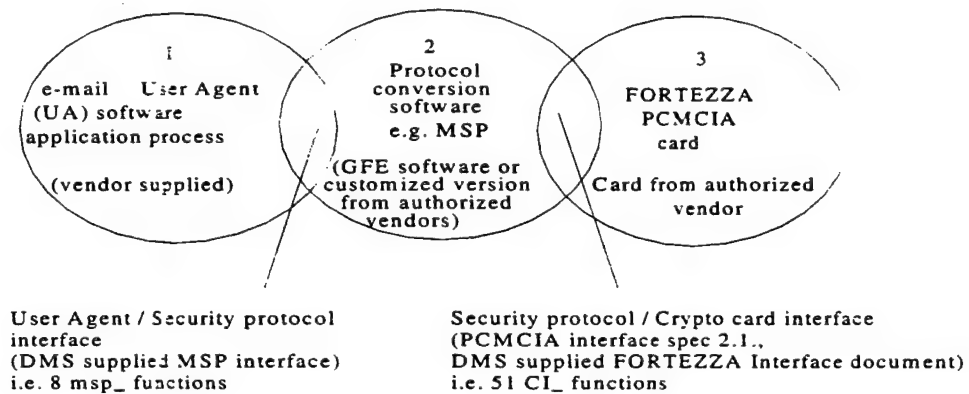 1
e-mail User Agent
(UA) software
application process
(vendor supplied)
2
Protocol
conversion
software
e.g. MSP
(GFE software or
customized version
from authorized
vendors)
3
FORTEZZA
PCMCIA
card
Card from authorized
vendor
User Agent / Security protocol
interface
(DMS supplied MSP interface)
i.e. 8 msp_ functions
Security protocol / Crypto card interface
(PCMCIA interface spec 2.1.,
DMS supplied FORTEZZA Interface document)
i.e. 51 CI_ functions